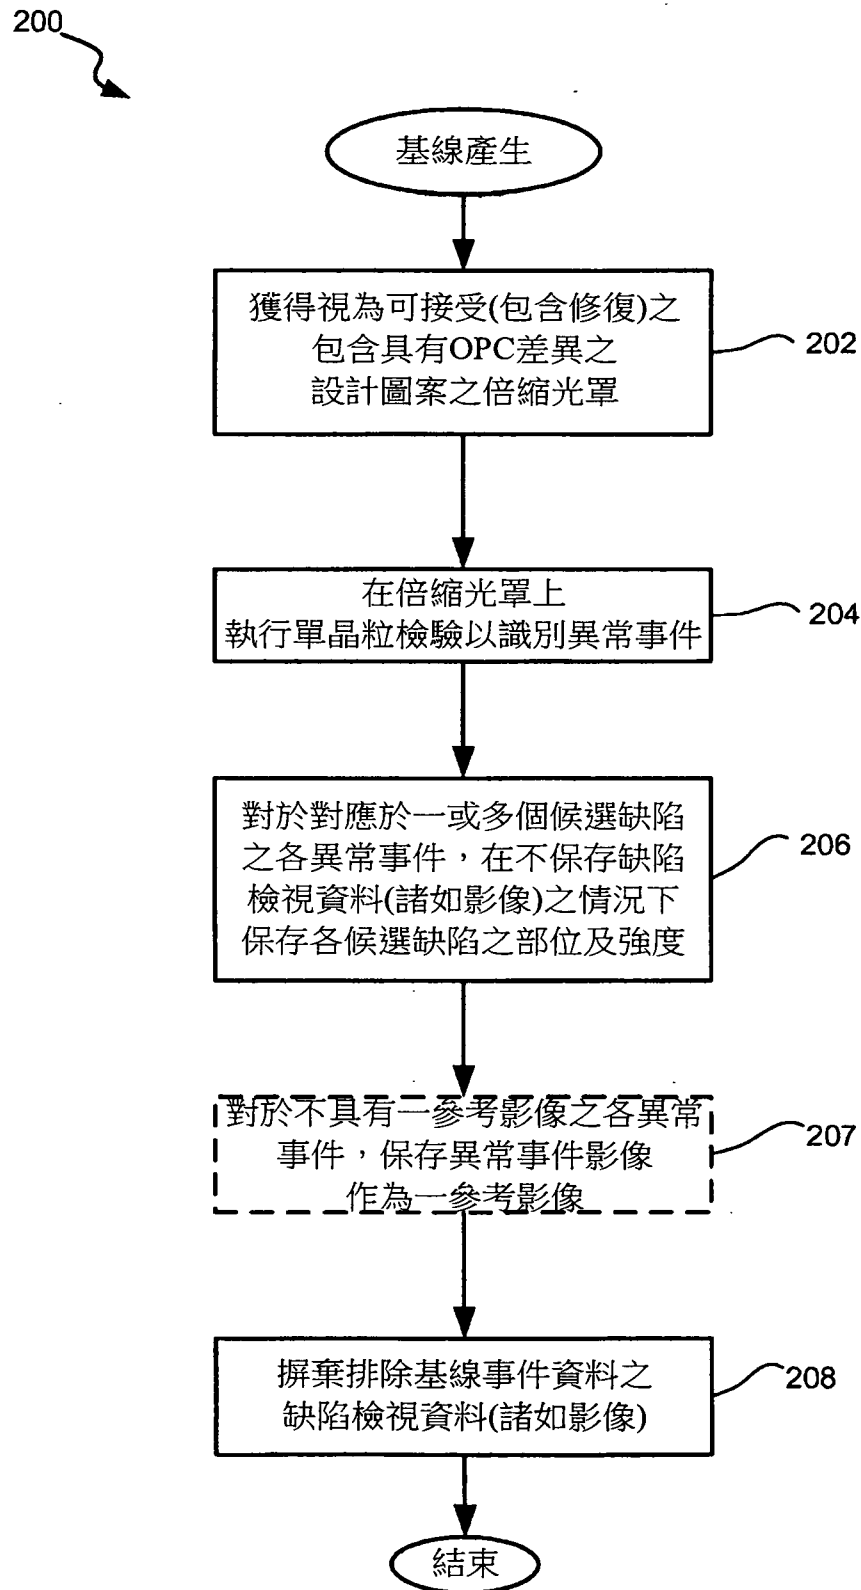 200
基線產生
獲得視為可接受(包含修復)之
包含具有OPC差異之
設計圖案之倍縮光罩
202
在倍縮光罩上
執行單晶粒檢驗以識別異常事件
204
對於對應於一或多個候選缺陷
之各異常事件，在不保存缺陷
檢視資料(諸如影像)之情況下
保存各候選缺陷之部位及強度
206
對於不具有一參考影像之各異常
事件，保存異常事件影像
作為一參考影像
207
摒棄排除基線事件資料之
缺陷檢視資料(諸如影像)
208
結束